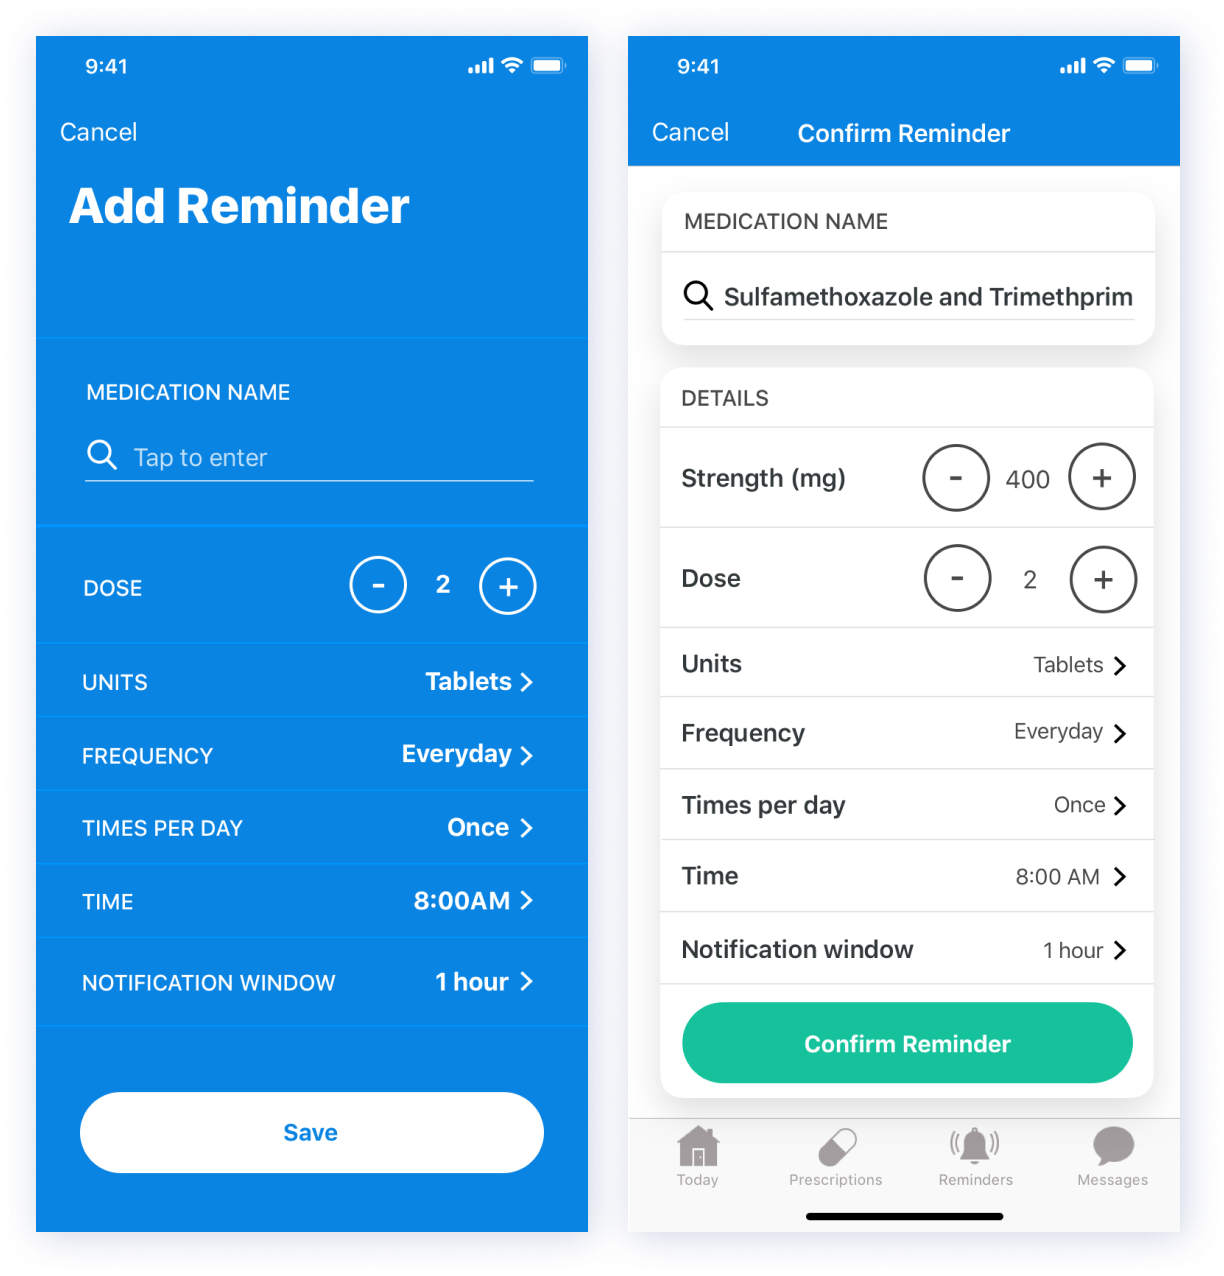 9:41
Cancel
Add Reminder
MEDICATION NAME
Tap to enter
DOSE - 2 +
UNITS Tablets
FREQUENCY Everyday
TIMES PER DAY Once
TIME 8:00AM
NOTIFICATION WINDOW 1 hour
Save
9:41
Cancel Confirm Reminder
MEDICATION NAME
Sulfamethoxazole and Trimethprim
DETAILS
Strength (mg) - 400 +
Dose - 2 +
Units Tablets
Frequency Everyday
Times per day Once
Time 8:00 AM
Notification window 1 hour
Confirm Reminder
Today Prescriptions Reminders Messages